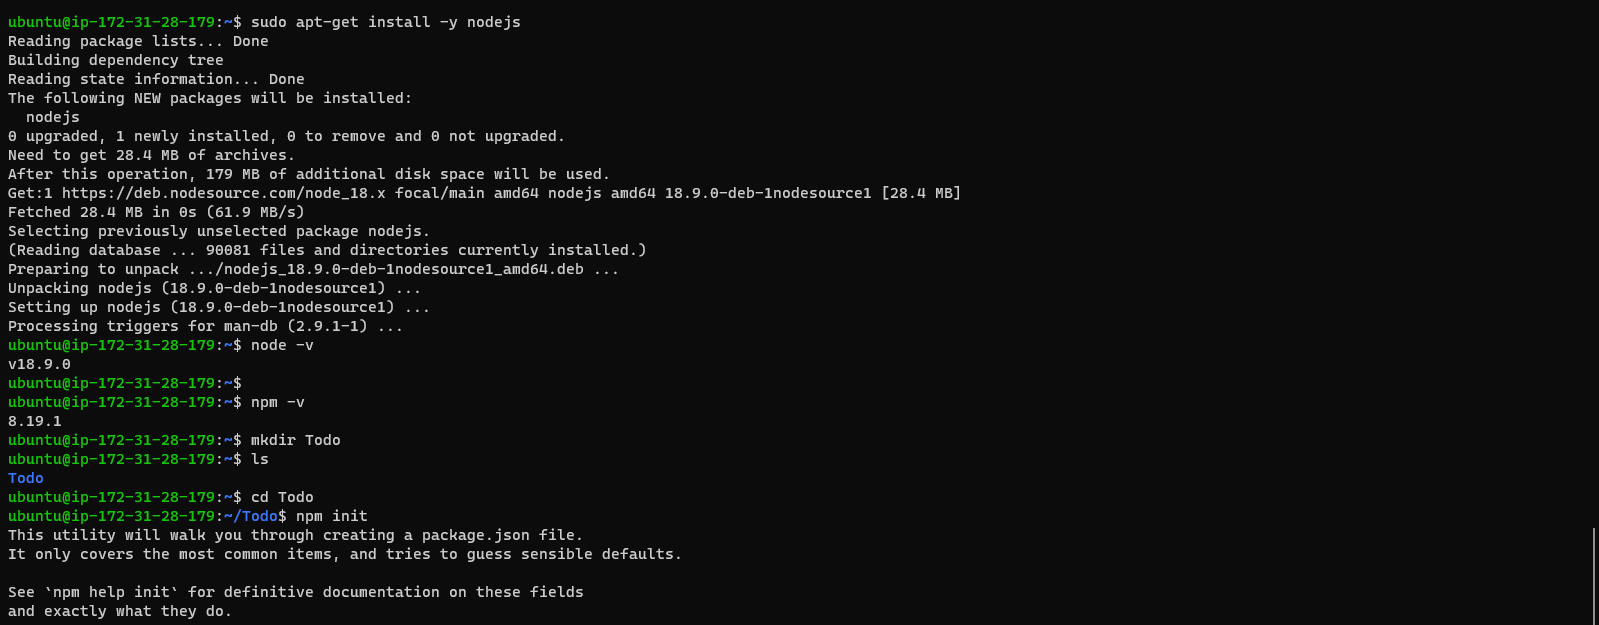 ubuntu@ip-172-31-28-179:~$ sudo apt-get install -y nodejs
Reading package lists... Done
Building dependency tree
Reading state information... Done
The following NEW packages will be installed:
  nodejs
0 upgraded, 1 newly installed, 0 to remove and 0 not upgraded.
Need to get 28.4 MB of archives.
After this operation, 179 MB of additional disk space will be used.
Get:1 https://deb.nodesource.com/node_18.x focal/main amd64 nodejs amd64 18.9.0-deb-1nodesource1 [28.4 MB]
Fetched 28.4 MB in 0s (61.9 MB/s)
Selecting previously unselected package nodejs.
(Reading database ... 90081 files and directories currently installed.)
Preparing to unpack .../nodejs_18.9.0-deb-1nodesource1_amd64.deb ...
Unpacking nodejs (18.9.0-deb-1nodesource1) ...
Setting up nodejs (18.9.0-deb-1nodesource1) ...
Processing triggers for man-db (2.9.1-1) ...
ubuntu@ip-172-31-28-179:~$ node -v
v18.9.0
ubuntu@ip-172-31-28-179:~$
ubuntu@ip-172-31-28-179:~$ npm -v
8.19.1
ubuntu@ip-172-31-28-179:~$ mkdir Todo
ubuntu@ip-172-31-28-179:~$ ls
Todo
ubuntu@ip-172-31-28-179:~$ cd Todo
ubuntu@ip-172-31-28-179:~/Todo$ npm init
This utility will walk you through creating a package.json file.
It only covers the most common items, and tries to guess sensible defaults.

See `npm help init` for definitive documentation on these fields
and exactly what they do.